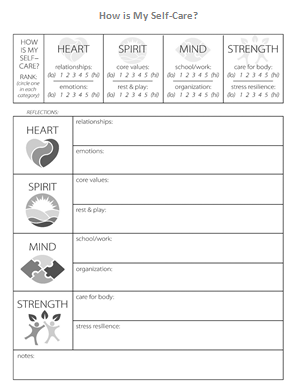 How is My Self-Care?
HOW IS MY SELF–CARE?
RANK:
(circle one in each category)
HEART
relationships:
(lo) 1 2 3 4 5 (hi)
emotions:
(lo) 1 2 3 4 5 (hi)
SPIRIT
core values:
(lo) 1 2 3 4 5 (hi)
rest & play:
(lo) 1 2 3 4 5 (hi)
MIND
school/work:
(lo) 1 2 3 4 5 (hi)
organization:
(lo) 1 2 3 4 5 (hi)
STRENGTH
care for body:
(lo) 1 2 3 4 5 (hi)
stress resilience:
(lo) 1 2 3 4 5 (hi)
REFLECTIONS:
HEART
relationships:
emotions:
SPIRIT
core values:
rest & play:
MIND
school/work:
organization:
STRENGTH
care for body:
stress resilience:
notes: